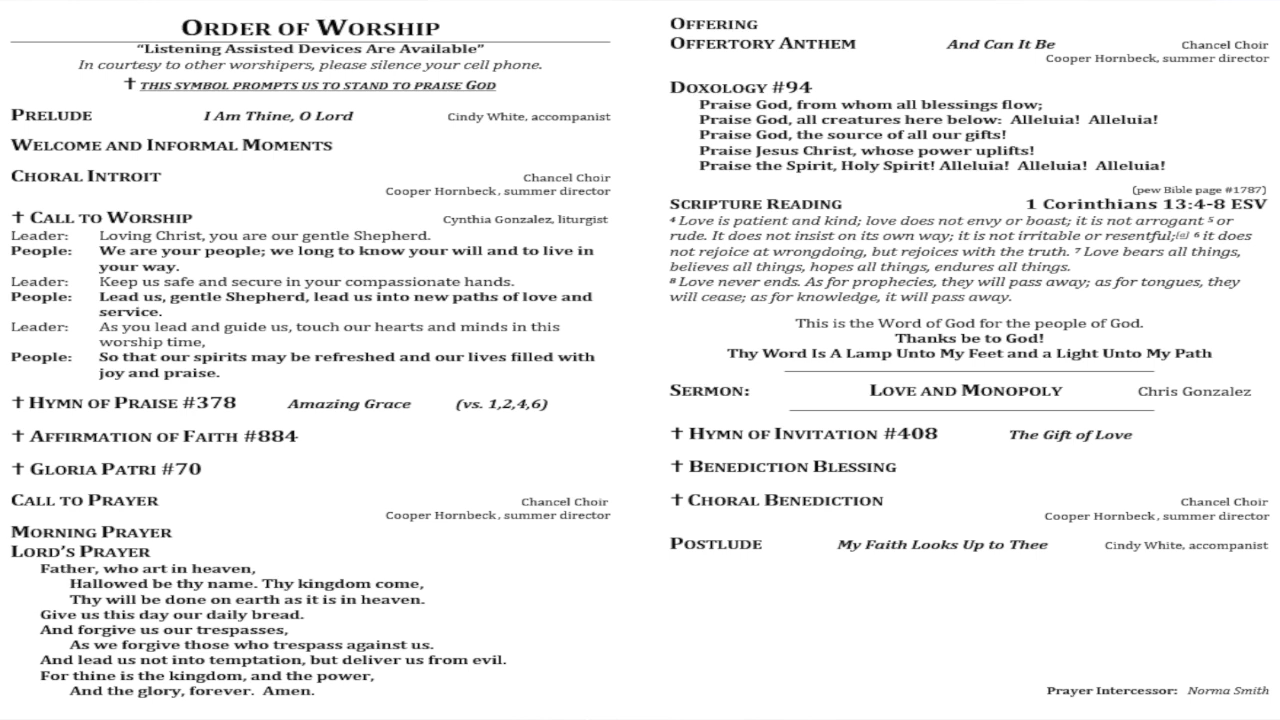 ORDER OF WORSHIP
“Listening Assisted Devices Are Available”
In courtesy to other worshipers, please silence your cell phone.
† THIS SYMBOL PROMPTS US TO STAND TO PRAISE GOD
PRELUDE I Am Thine, O Lord Cindy White, accompanist
WELCOME AND INFORMAL MOMENTS
CHORAL INTROIT Chancel Choir
Cooper Hornbeck, summer director
† CALL TO WORSHIP Cynthia Gonzalez, liturgist
Leader: Loving Christ, you are our gentle Shepherd.
People: We are your people; we long to know your will and to live in
your way.
Leader: Keep us safe and secure in your compassionate hands.
People: Lead us, gentle Shepherd, lead us into new paths of love and
service.
Leader: As you lead and guide us, touch our hearts and minds in this
worship time,
People: So that our spirits may be refreshed and our lives filled with
joy and praise.
† HYMN OF PRAISE #378 Amazing Grace (vs. 1,2,4,6)
† AFFIRMATION OF FAITH #884
† GLORIA PATRI #70
CALL TO PRAYER Chancel Choir
Cooper Hornbeck, summer director
MORNING PRAYER
LORD’S PRAYER
Father, who art in heaven,
Hallowed be thy name. Thy kingdom come,
Thy will be done on earth as it is in heaven.
Give us this day our daily bread.
And forgive us our trespasses,
As we forgive those who trespass against us.
And lead us not into temptation, but deliver us from evil.
For thine is the kingdom, and the power,
And the glory, forever. Amen.
OFFERING
OFFERTORY ANTHEM And Can It Be Chancel Choir
Cooper Hornbeck, summer director
DOXOLOGY #94
Praise God, from whom all blessings flow;
Praise God, all creatures here below: Alleluia! Alleluia!
Praise God, the source of all our gifts!
Praise Jesus Christ, whose power uplifts!
Praise the Spirit, Holy Spirit! Alleluia! Alleluia! Alleluia!
(pew Bible page #1787)
SCRIPTURE READING 1 Corinthians 13:4-8 ESV
4 Love is patient and kind; love does not envy or boast; it is not arrogant 5 or
rude. It does not insist on its own way; it is not irritable or resentful;[a] 6 it does
not rejoice at wrongdoing, but rejoices with the truth. 7 Love bears all things,
believes all things, hopes all things, endures all things.
8 Love never ends. As for prophecies, they will pass away; as for tongues, they
will cease; as for knowledge, it will pass away.
This is the Word of God for the people of God.
Thanks be to God!
Thy Word Is A Lamp Unto My Feet and a Light Unto My Path
SERMON: LOVE AND MONOPOLY Chris Gonzalez
† HYMN OF INVITATION #408 The Gift of Love
† BENEDICTION BLESSING
† CHORAL BENEDICTION Chancel Choir
Cooper Hornbeck, summer director
POSTLUDE My Faith Looks Up to Thee Cindy White, accompanist
Prayer Intercessor: Norma Smith